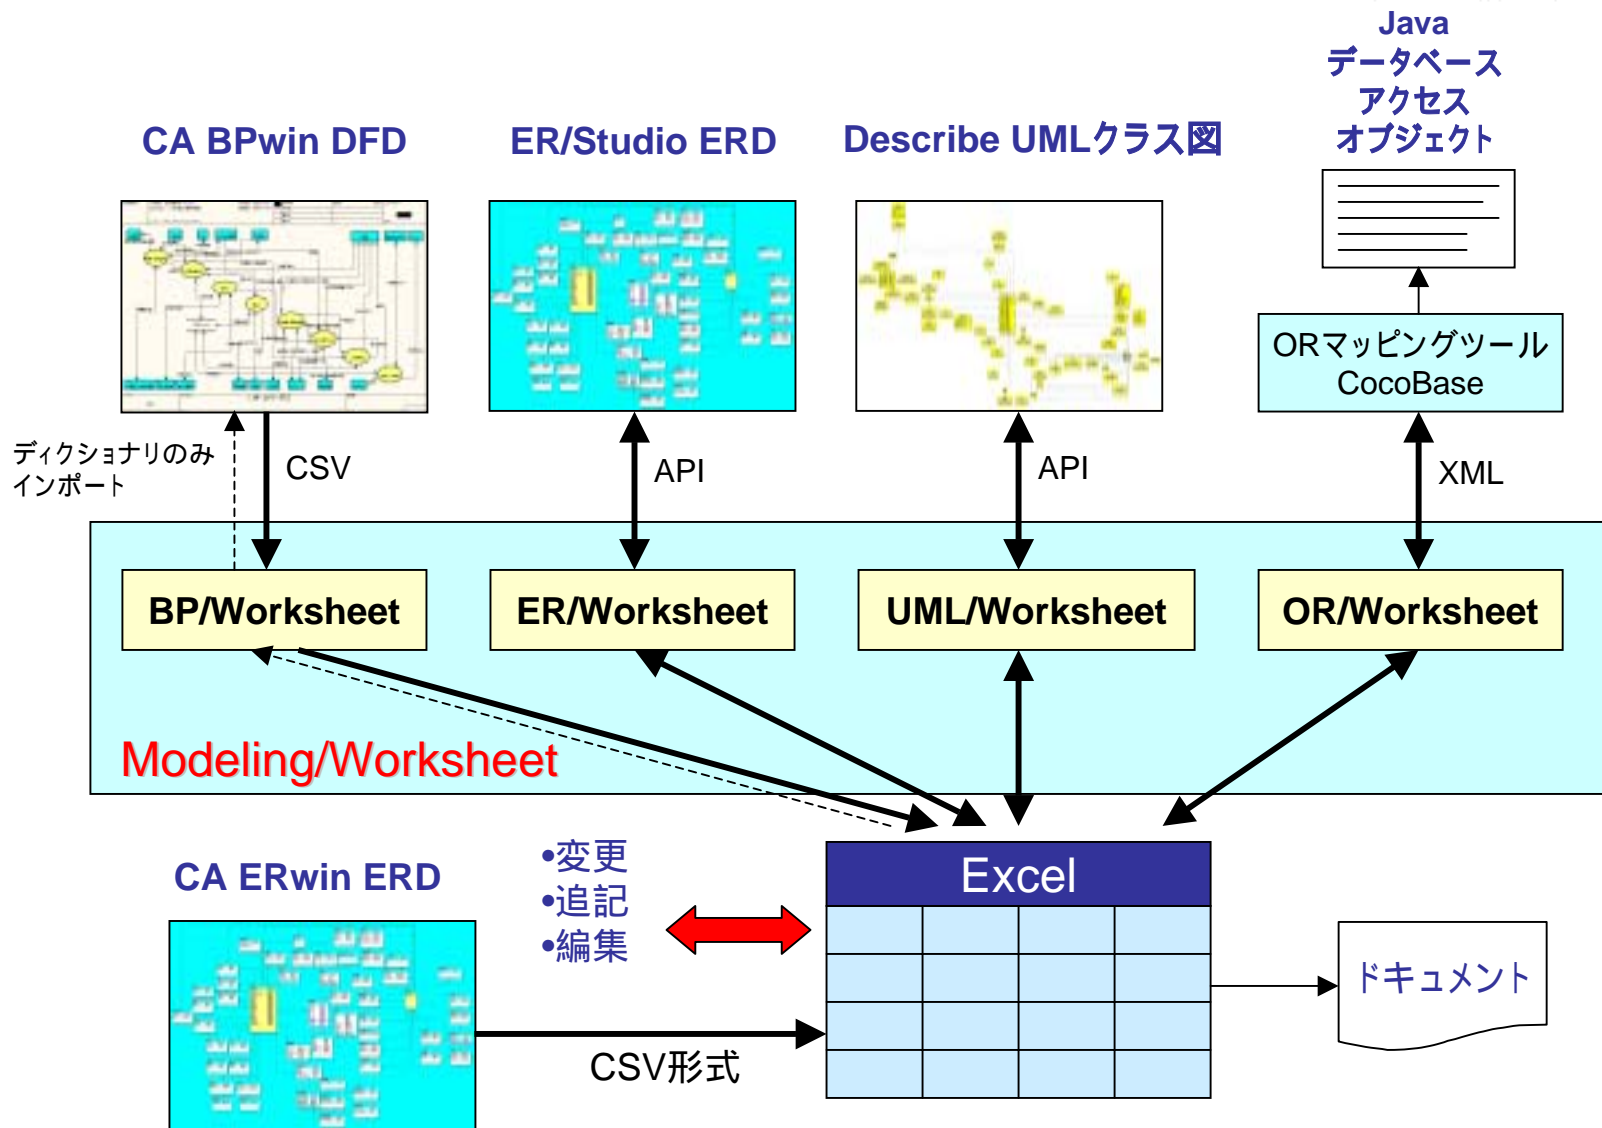 Java
データベース
アクセス
オブジェクト
CA BPwin DFD
ER/Studio ERD
Describe UMLクラス図
ORマッピングツール
CocoBase
ディクショナリのみ
インポート
CSV
API
API
XML
BP/Worksheet
ER/Worksheet
UML/Worksheet
OR/Worksheet
Modeling/Worksheet
CA ERwin ERD
•変更
•追記
•編集
Excel
ドキュメント
CSV形式